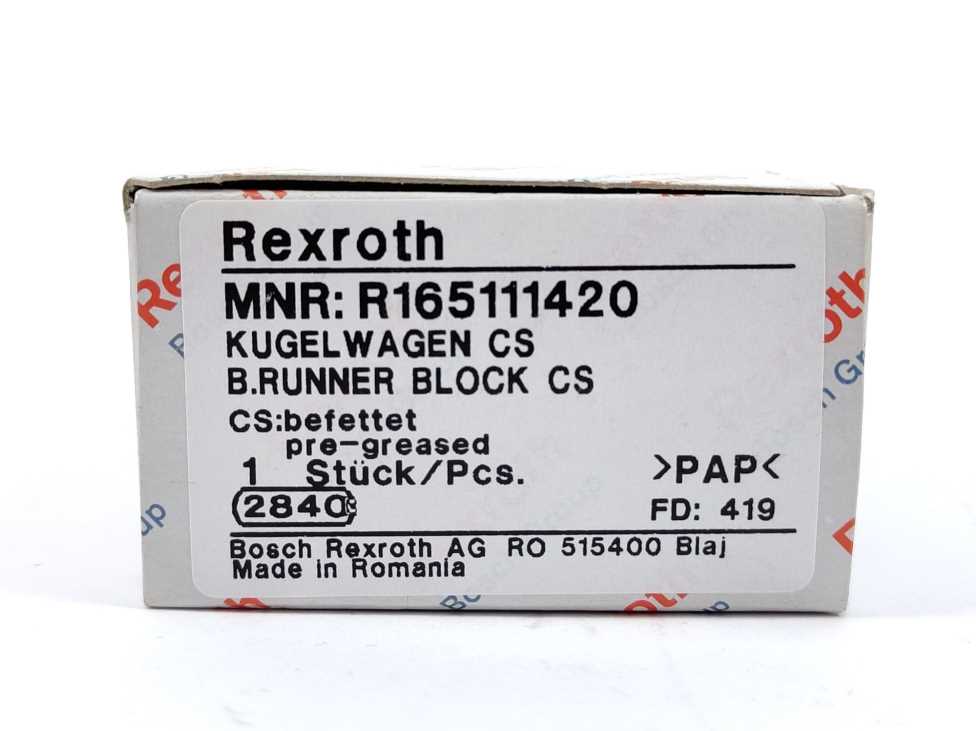 Rexroth
MNR: R165111420
KUGELWAGEN CS
B.RUNNER BLOCK CS
CS:befettet
pre-greased
1 Stück/Pcs.
>PAP<
FD: 419
Bosch Rexroth AG RO 515400 Blaj
Made in Romania